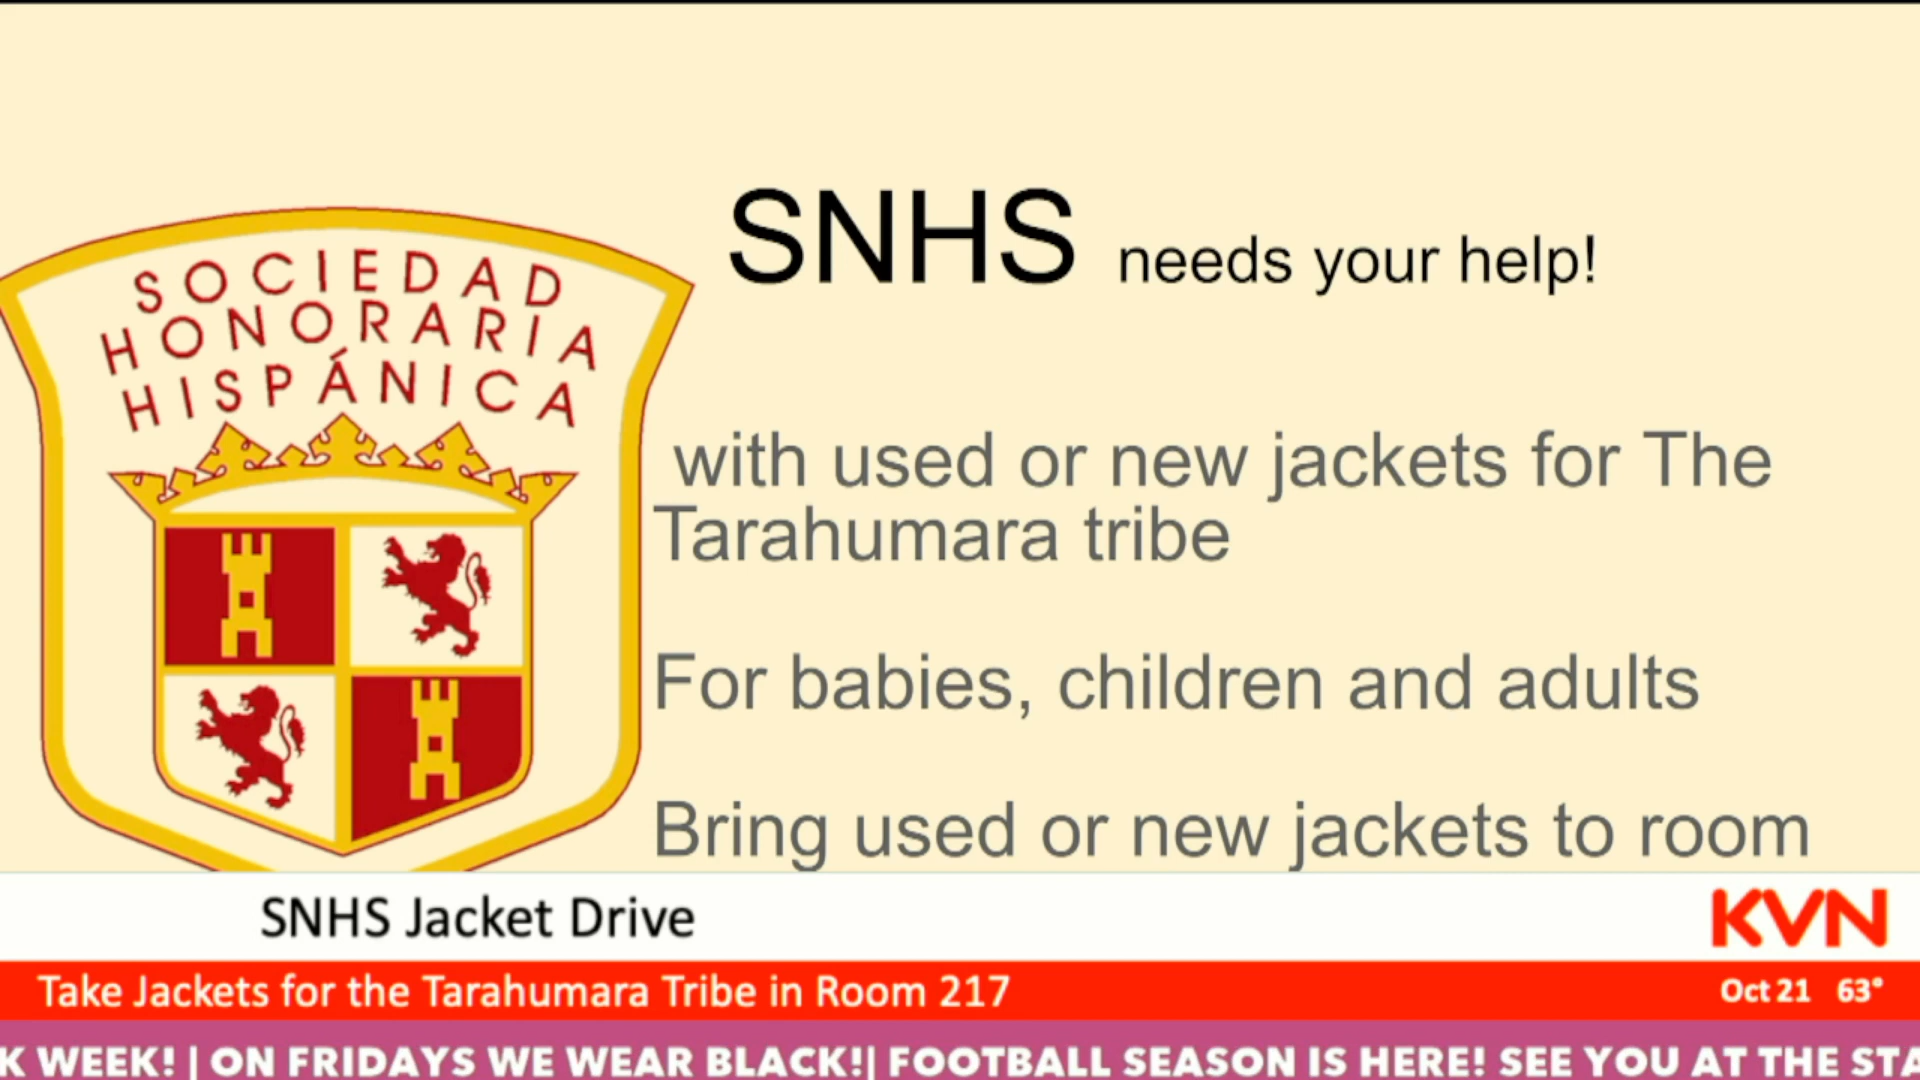 SOCIEDAD
HONORARIA
HISPÁNICA
SNHS needs your help!
with used or new jackets for The
Tarahumara tribe
For babies, children and adults
Bring used or new jackets to room
SNHS Jacket Drive
KVN
Take Jackets for the Tarahumara Tribe in Room 217
Oct 21 63°
K WEEK! | ON FRIDAYS WE WEAR BLACK!| FOOTBALL SEASON IS HERE! SEE YOU AT THE STA